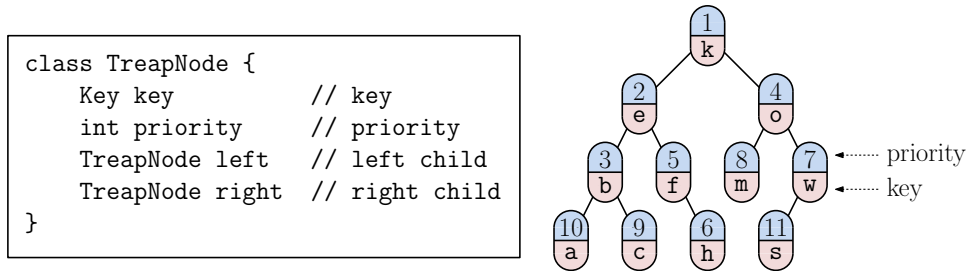 class TreapNode {
Key key // key
int priority // priority
TreapNode left // left child
TreapNode right // right child
}
1
k
2
e
4
o
3
b
5
f
8
m
7
w
priority
key
10
a
9
c
6
h
11
s